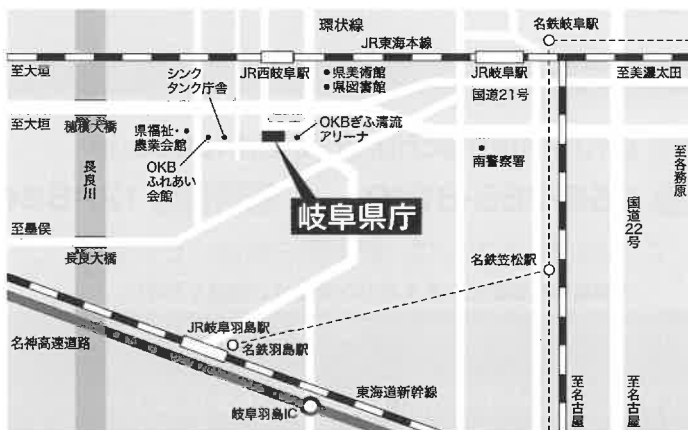 環状線
名鉄岐阜駅
JR東海本線
至大垣
シンク
タンク庁舎
JR西岐阜駅
・県美術館
・県図書館
JR岐阜駅
至美濃太田
国道21号
至大垣
穂積大橋
県福祉・
農業会館
OKB
ふれあい
会館
OKBぎふ清流
アリーナ
南警察署
至各務原
長良川
岐阜県庁
国道22号
至墨俣
長良大橋
名鉄笠松駅
JR岐阜羽島駅
名鉄羽島駅
名神高速道路
東海道新幹線
岐阜羽島IC
至名古屋
至名古屋